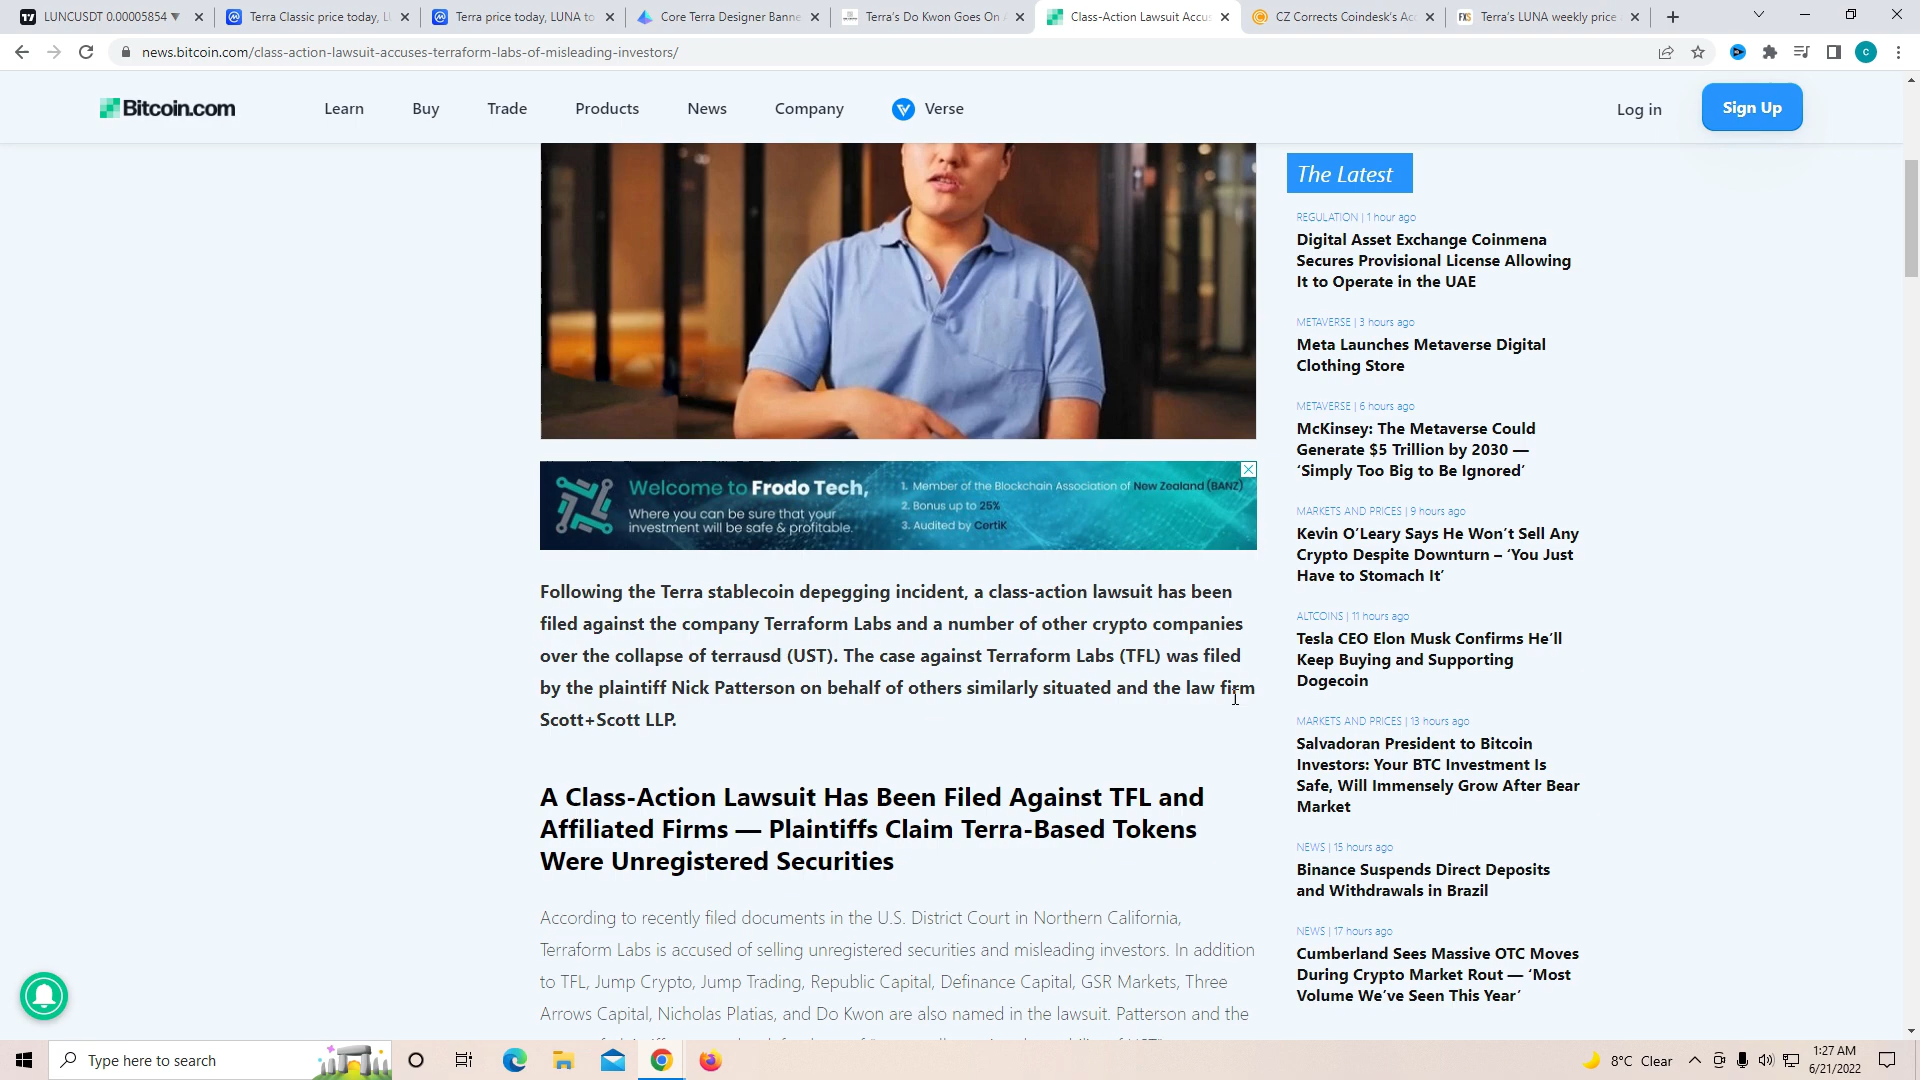 LUNCUSDT 0.00005854 ▼
Terra Classic price today, L
Terra price today, LUNA to
Core Terra Designer Banne
Terra's Do Kwon Goes On
Class-Action Lawsuit Accus
CZ Corrects Coindesk's Ac
Terra's LUNA weekly price
news.bitcoin.com/class-action-lawsuit-accuses-terraform-labs-of-misleading-investors/
C
Bitcoin.com
Learn
Buy
Trade
Products
News
Company
Verse
Log in
Sign Up
Welcome to Frodo Tech,
Where you can be sure that your
investment will be safe & profitable.
1. Member of the Blockchain Association of New Zealand (BANZ)
2. Bonus up to 25%
3. Audited by CertiK
Following the Terra stablecoin depegging incident, a class-action lawsuit has been
filed against the company Terraform Labs and a number of other crypto companies
over the collapse of terrausd (UST). The case against Terraform Labs (TFL) was filed
by the plaintiff Nick Patterson on behalf of others similarly situated and the law firm
Scott+Scott LLP.
A Class-Action Lawsuit Has Been Filed Against TFL and
Affiliated Firms — Plaintiffs Claim Terra-Based Tokens
Were Unregistered Securities
According to recently filed documents in the U.S. District Court in Northern California,
Terraform Labs is accused of selling unregistered securities and misleading investors. In addition
to TFL, Jump Crypto, Jump Trading, Republic Capital, Definance Capital, GSR Markets, Three
Arrows Capital, Nicholas Platias, and Do Kwon are also named in the lawsuit. Patterson and the
The Latest
REGULATION | 1 hour ago
Digital Asset Exchange Coinmena
Secures Provisional License Allowing
It to Operate in the UAE
METAVERSE | 3 hours ago
Meta Launches Metaverse Digital
Clothing Store
METAVERSE | 6 hours ago
McKinsey: The Metaverse Could
Generate $5 Trillion by 2030 —
‘Simply Too Big to Be Ignored’
MARKETS AND PRICES | 9 hours ago
Kevin O’Leary Says He Won’t Sell Any
Crypto Despite Downturn – ‘You Just
Have to Stomach It’
ALTCOINS | 11 hours ago
Tesla CEO Elon Musk Confirms He’ll
Keep Buying and Supporting
Dogecoin
MARKETS AND PRICES | 13 hours ago
Salvadoran President to Bitcoin
Investors: Your BTC Investment Is
Safe, Will Immensely Grow After Bear
Market
NEWS | 15 hours ago
Binance Suspends Direct Deposits
and Withdrawals in Brazil
NEWS | 17 hours ago
Cumberland Sees Massive OTC Moves
During Crypto Market Rout — ‘Most
Volume We’ve Seen This Year’
Type here to search
8°C Clear
1:27 AM
6/21/2022